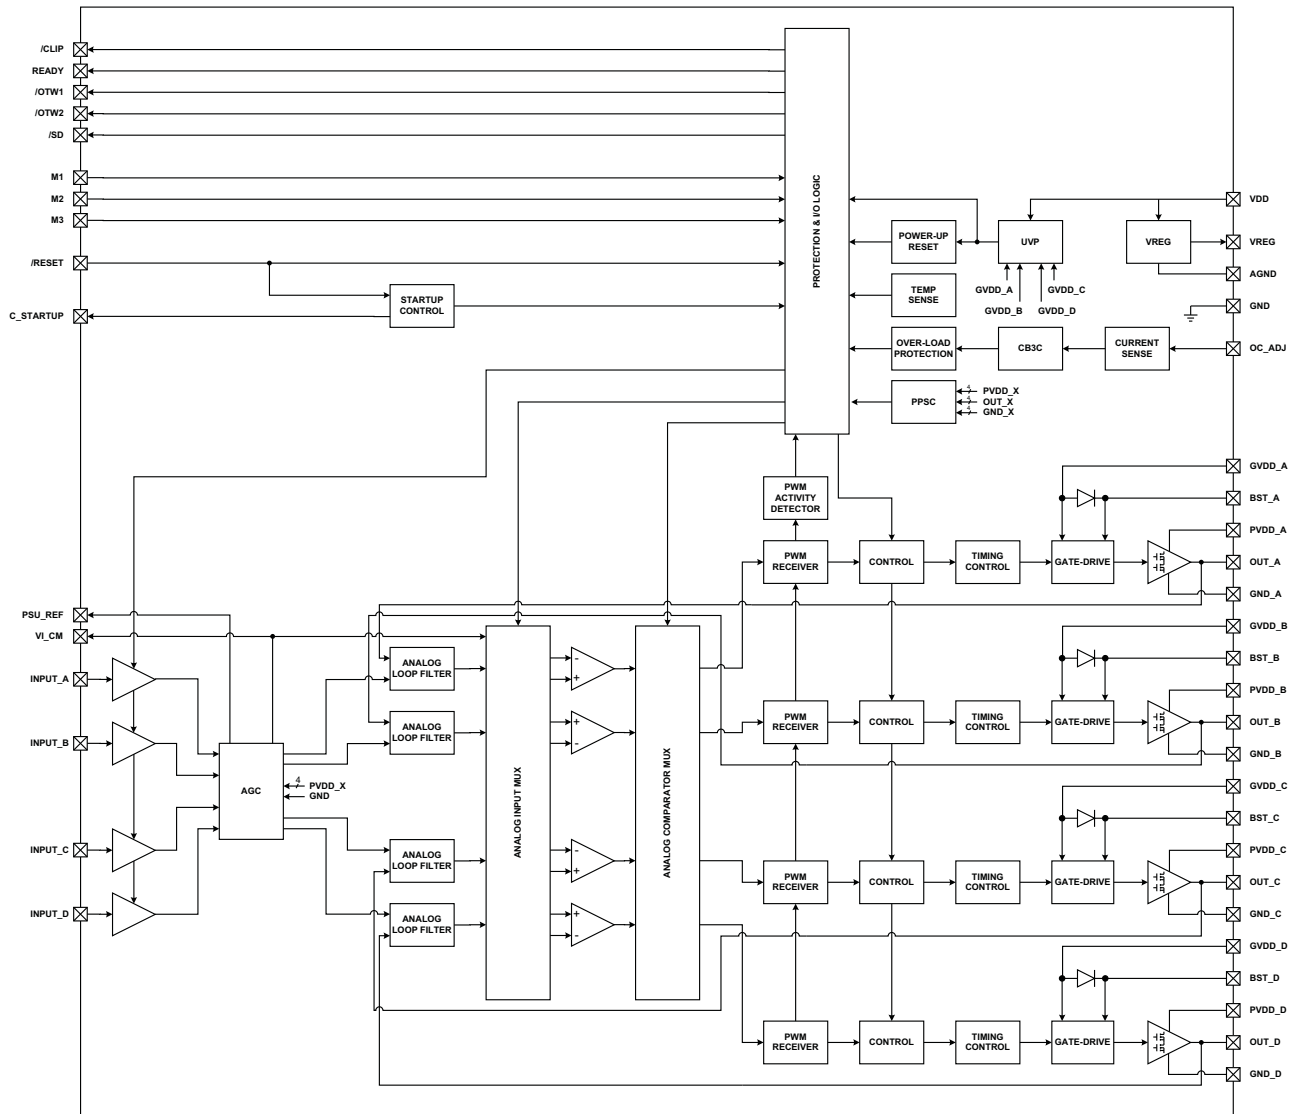 /CLIP
READY
/OTW1
/OTW2
/SD
M1
M2
M3
/RESET
C_STARTUP
STARTUP
CONTROL
PROTECTION & I/O LOGIC
POWER-UP
RESET
UVP
VREG
TEMP
SENSE
GVDD_A
GVDD_C
GVDD_B
GVDD_D
OVER-LOAD
PROTECTION
CB3C
CURRENT
SENSE
PPSC
4
PVDD_X
4
OUT_X
4
GND_X
VDD
VREG
AGND
GND
OC_ADJ
PWM
ACTIVITY
DETECTOR
PWM
RECEIVER
CONTROL
TIMING
CONTROL
GATE-DRIVE
GVDD_A
BST_A
PVDD_A
OUT_A
GND_A
PSU_REF
VI_CM
INPUT_A
INPUT_B
INPUT_C
INPUT_D
AGC
4
PVDD_X
GND
ANALOG
LOOP FILTER
ANALOG
LOOP FILTER
ANALOG
LOOP FILTER
ANALOG
LOOP FILTER
ANALOG INPUT MUX
-
+
+
-
-
+
+
-
ANALOG COMPARATOR MUX
PWM
RECEIVER
CONTROL
TIMING
CONTROL
GATE-DRIVE
GVDD_B
BST_B
PVDD_B
OUT_B
GND_B
PWM
RECEIVER
CONTROL
TIMING
CONTROL
GATE-DRIVE
GVDD_C
BST_C
PVDD_C
OUT_C
GND_C
PWM
RECEIVER
CONTROL
TIMING
CONTROL
GATE-DRIVE
GVDD_D
BST_D
PVDD_D
OUT_D
GND_D